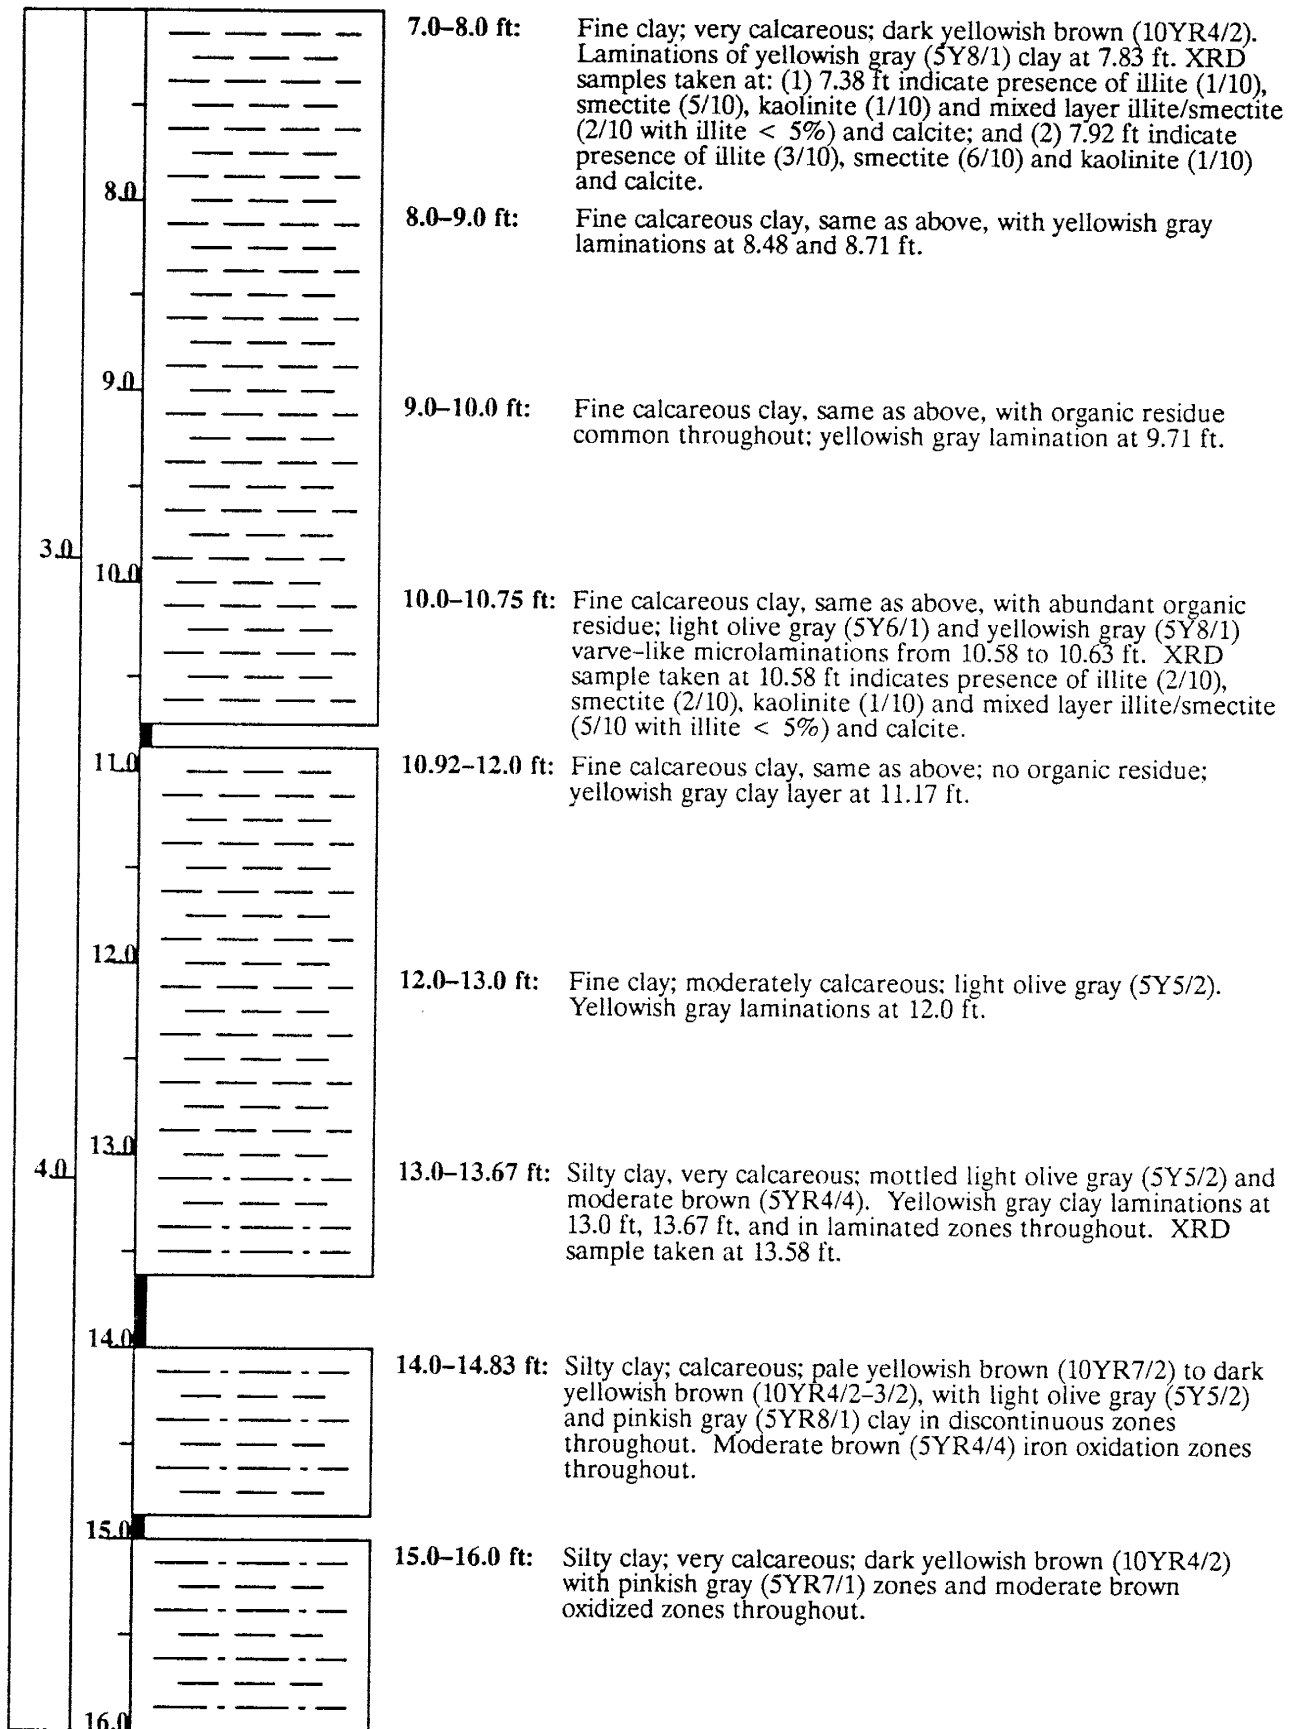 7.0–8.0 ft: Fine clay; very calcareous; dark yellowish brown (10YR4/2).
Laminations of yellowish gray (5Y8/1) clay at 7.83 ft. XRD
samples taken at: (1) 7.38 ft indicate presence of illite (1/10),
smectite (5/10), kaolinite (1/10) and mixed layer illite/smectite
(2/10 with illite < 5%) and calcite; and (2) 7.92 ft indicate
presence of illite (3/10), smectite (6/10) and kaolinite (1/10)
and calcite.
8.0
8.0–9.0 ft: Fine calcareous clay, same as above, with yellowish gray
laminations at 8.48 and 8.71 ft.
9.0
9.0–10.0 ft: Fine calcareous clay, same as above, with organic residue
common throughout; yellowish gray lamination at 9.71 ft.
3.0
10.0
10.0–10.75 ft: Fine calcareous clay, same as above, with abundant organic
residue; light olive gray (5Y6/1) and yellowish gray (5Y8/1)
varve-like microlaminations from 10.58 to 10.63 ft. XRD
sample taken at 10.58 ft indicates presence of illite (2/10),
smectite (2/10), kaolinite (1/10) and mixed layer illite/smectite
(5/10 with illite < 5%) and calcite.
11.0
10.92–12.0 ft: Fine calcareous clay, same as above; no organic residue;
yellowish gray clay layer at 11.17 ft.
12.0
12.0–13.0 ft: Fine clay; moderately calcareous; light olive gray (5Y5/2).
Yellowish gray laminations at 12.0 ft.
13.0
4.0
13.0–13.67 ft: Silty clay, very calcareous; mottled light olive gray (5Y5/2) and
moderate brown (5YR4/4). Yellowish gray clay laminations at
13.0 ft, 13.67 ft, and in laminated zones throughout. XRD
sample taken at 13.58 ft.
14.0
14.0–14.83 ft: Silty clay; calcareous; pale yellowish brown (10YR7/2) to dark
yellowish brown (10YR4/2–3/2), with light olive gray (5Y5/2)
and pinkish gray (5YR8/1) clay in discontinuous zones
throughout. Moderate brown (5YR4/4) iron oxidation zones
throughout.
15.0
15.0–16.0 ft: Silty clay; very calcareous; dark yellowish brown (10YR4/2)
with pinkish gray (5YR7/1) zones and moderate brown
oxidized zones throughout.
16.0